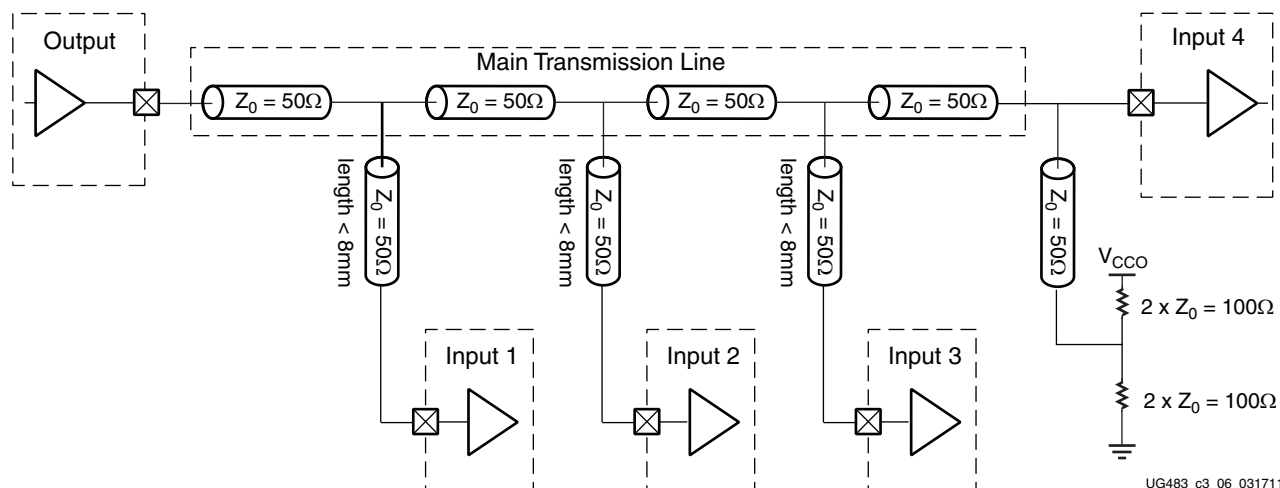 Output
Main Transmission Line
Input 4
Z0 = 50Ω
Z0 = 50Ω
Z0 = 50Ω
Z0 = 50Ω
length < 8mm
Z0 = 50Ω
length < 8mm
Z0 = 50Ω
length < 8mm
Z0 = 50Ω
Z0 = 50Ω
VCCO
2 x Z0 = 100Ω
2 x Z0 = 100Ω
Input 1
Input 2
Input 3
UG483_c3_06_031711